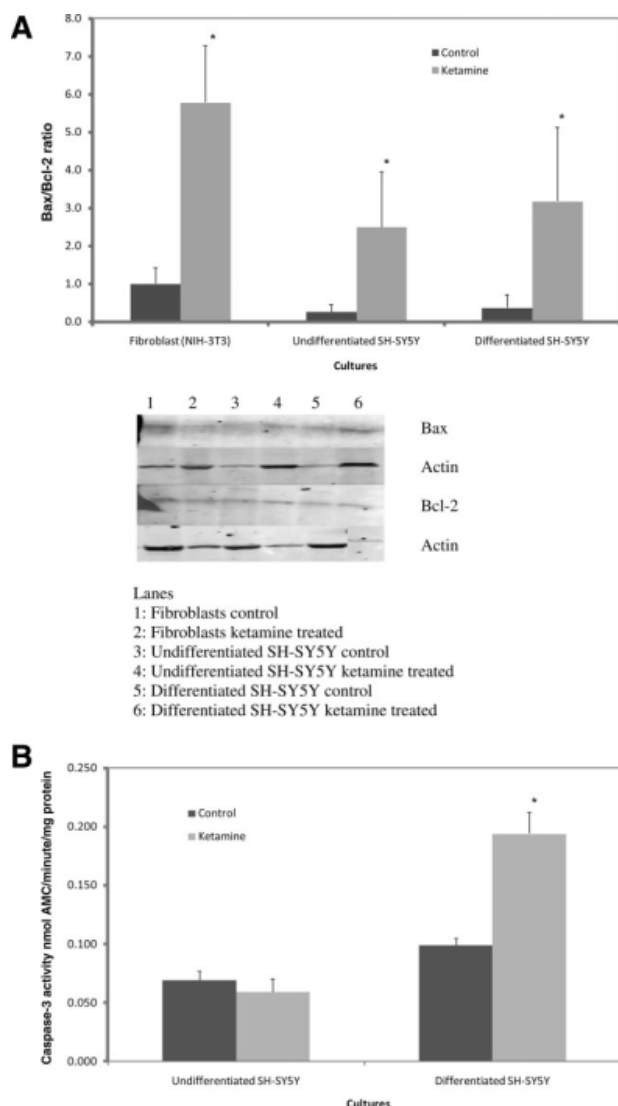 A
8.0
7.0
6.0
5.0
4.0
3.0
2.0
1.0
0.0
Bax/Bcl-2 ratio
Control
Ketamine
*
*
*
Fibroblast (NIH-3T3) Undifferentiated SH-SY5Y Differentiated SH-SY5Y
Cultures
1 2 3 4 5 6
Bax
Actin
Bcl-2
Actin
Lanes
1: Fibroblasts control
2: Fibroblasts ketamine treated
3: Undifferentiated SH-SY5Y control
4: Undifferentiated SH-SY5Y ketamine treated
5: Differentiated SH-SY5Y control
6: Differentiated SH-SY5Y ketamine treated
B
0.250
0.200
0.150
0.100
0.050
0.000
Caspase-3 activity nmol AMC/minute/mg protein
Control
Ketamine
*
Undifferentiated SH-SY5Y Differentiated SH-SY5Y
Cultures